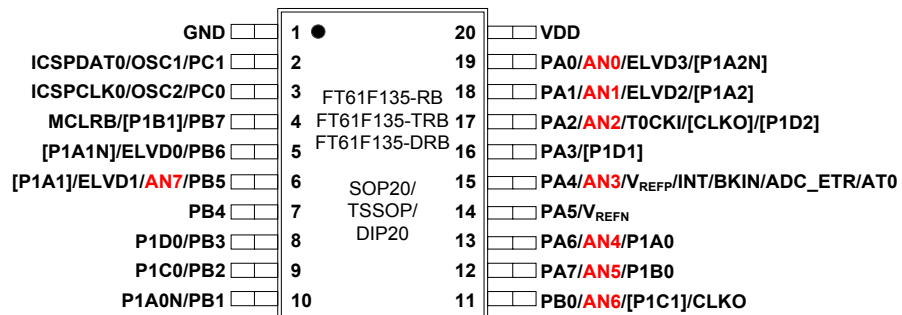 GND 1 20 VDD
ICSPDAT0/OSC1/PC1 2 19 PA0/AN0/ELVD3/[P1A2N]
ICSPCLK0/OSC2/PC0 3 FT61F135-RB 18 PA1/AN1/ELVD2/[P1A2]
MCLRB/[P1B1]/PB7 4 FT61F135-TRB 17 PA2/AN2/T0CKI/[CLKO]/[P1D2]
[P1A1N]/ELVD0/PB6 5 FT61F135-DRB 16 PA3/[P1D1]
[P1A1]/ELVD1/AN7/PB5 6 SOP20/ 15 PA4/AN3/VREFP/INT/BKIN/ADC_ETR/AT0
PB4 7 TSSOP/ 14 PA5/VREFN
P1D0/PB3 8 DIP20 13 PA6/AN4/P1A0
P1C0/PB2 9 12 PA7/AN5/P1B0
P1A0N/PB1 10 11 PB0/AN6/[P1C1]/CLKO